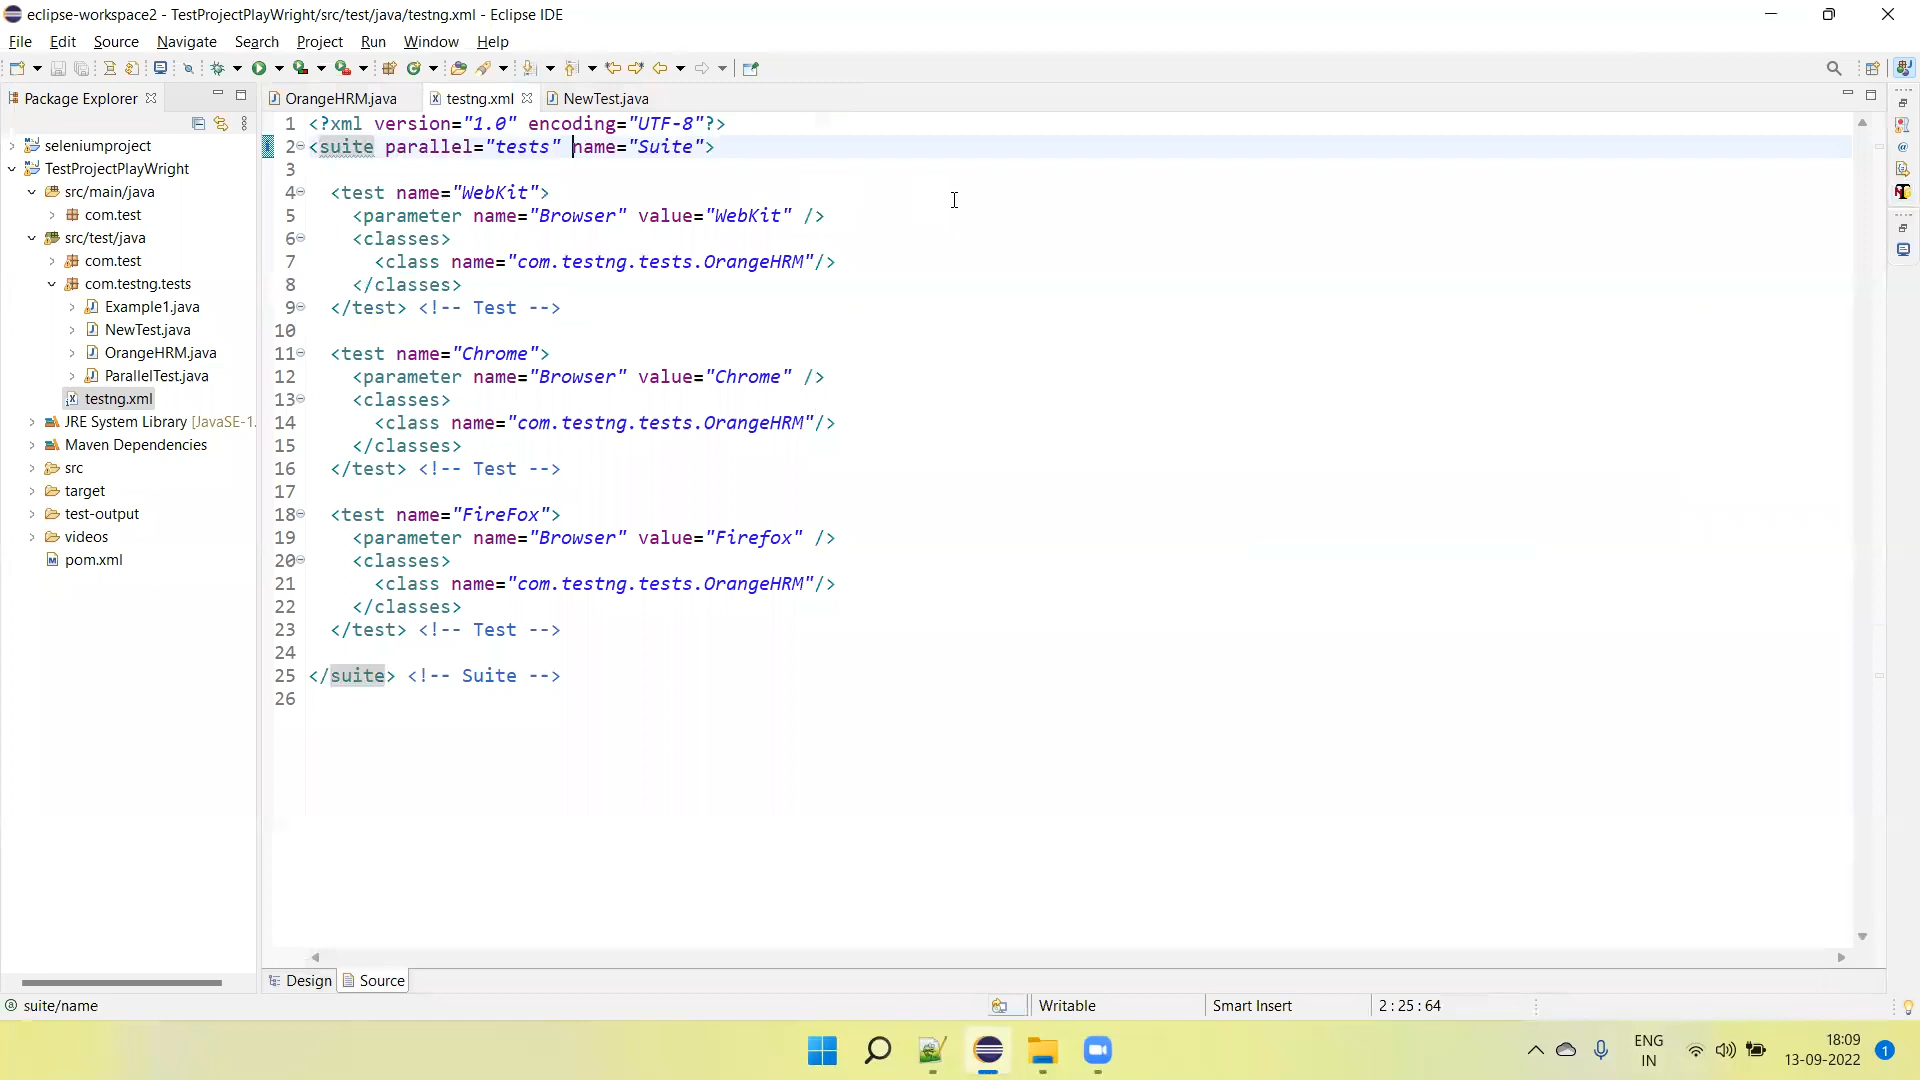 eclipse-workspace2 - TestProjectPlayWright/src/test/java/testng.xml - Eclipse IDE
File Edit Source Navigate Search Project Run Window Help
Package Explorer
OrangeHRM.java testng.xml NewTest.java
seleniumproject
TestProjectPlayWright
src/main/java
com.test
src/test/java
com.test
com.testng.tests
Example1.java
NewTest.java
OrangeHRM.java
ParallelTest.java
testng.xml
JRE System Library [JavaSE-1.
Maven Dependencies
src
target
test-output
videos
pom.xml
1 <?xml version="1.0" encoding="UTF-8"?>
2 <suite parallel="tests" name="Suite">
3
4 <test name="WebKit">
5 <parameter name="Browser" value="WebKit" />
6 <classes>
7 <class name="com.testng.tests.OrangeHRM"/>
8 </classes>
9 </test> <!-- Test -->
10
11 <test name="Chrome">
12 <parameter name="Browser" value="Chrome" />
13 <classes>
14 <class name="com.testng.tests.OrangeHRM"/>
15 </classes>
16 </test> <!-- Test -->
17
18 <test name="FireFox">
19 <parameter name="Browser" value="Firefox" />
20 <classes>
21 <class name="com.testng.tests.OrangeHRM"/>
22 </classes>
23 </test> <!-- Test -->
24
25 </suite> <!-- Suite -->
26
Design Source
suite/name Writable Smart Insert 2 : 25 : 64
ENG
IN
18:09
13-09-2022
1